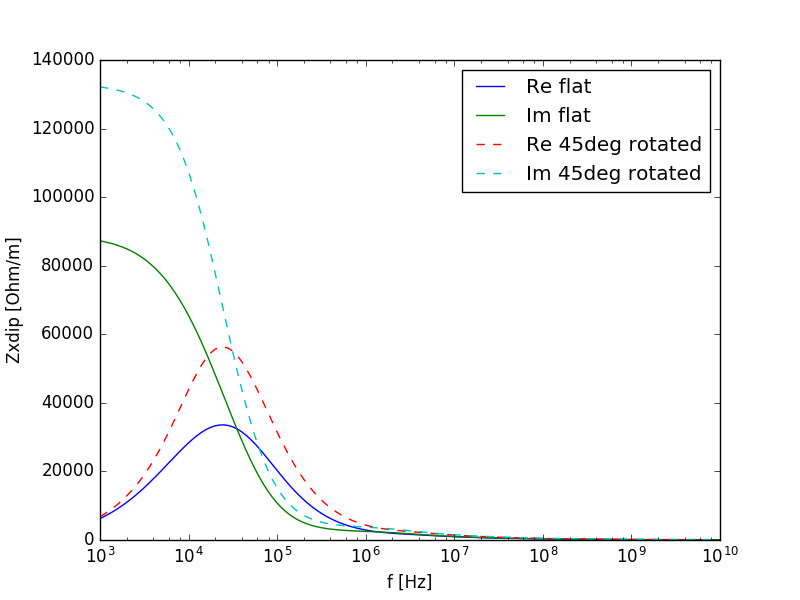 140000
120000
100000
80000
60000
40000
20000
0
Zxdip [Ohm/m]
10^3 10^4 10^5 10^6 10^7 10^8 10^9 10^10
f [Hz]
Re flat
Im flat
Re 45deg rotated
Im 45deg rotated